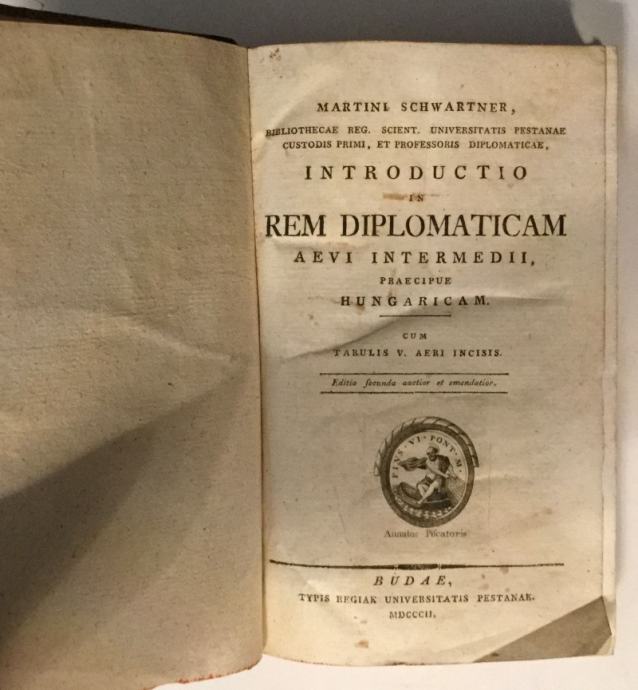 MARTINI SCHWARTNER,
BIBLIOTHECAE REG. SCIENT. UNIVERSITATIS PESTANAE
CUSTODIS PRIMI, ET PROFESSORIS DIPLOMATICAE,
INTRODUCTIO
IN
REM DIPLOMATICAM
AEVI INTERMEDII,
PRAECIPUE
HUNGARICAM.
CUM
TABULIS V. AERI INCISIS.
Editio ſecunda auctior et emendatior.
PIVS · VI · PONT · M ·
Annulus Piſcatoris
BUDAE,
TYPIS REGIAE UNIVERSITATIS PESTANAE.
MDCCCII.